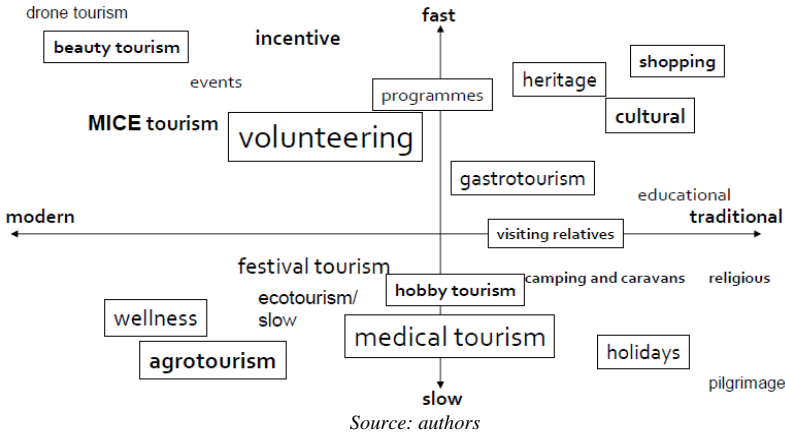 drone tourism
fast
beauty tourism
incentive
shopping
heritage
events
programmes
cultural
MICE tourism
volunteering
gastrotourism
educational
modern
traditional
visiting relatives
festival tourism
camping and caravans
religious
hobby tourism
ecotourism/
slow
wellness
medical tourism
holidays
agrotourism
pilgrimage
slow
Source: authors